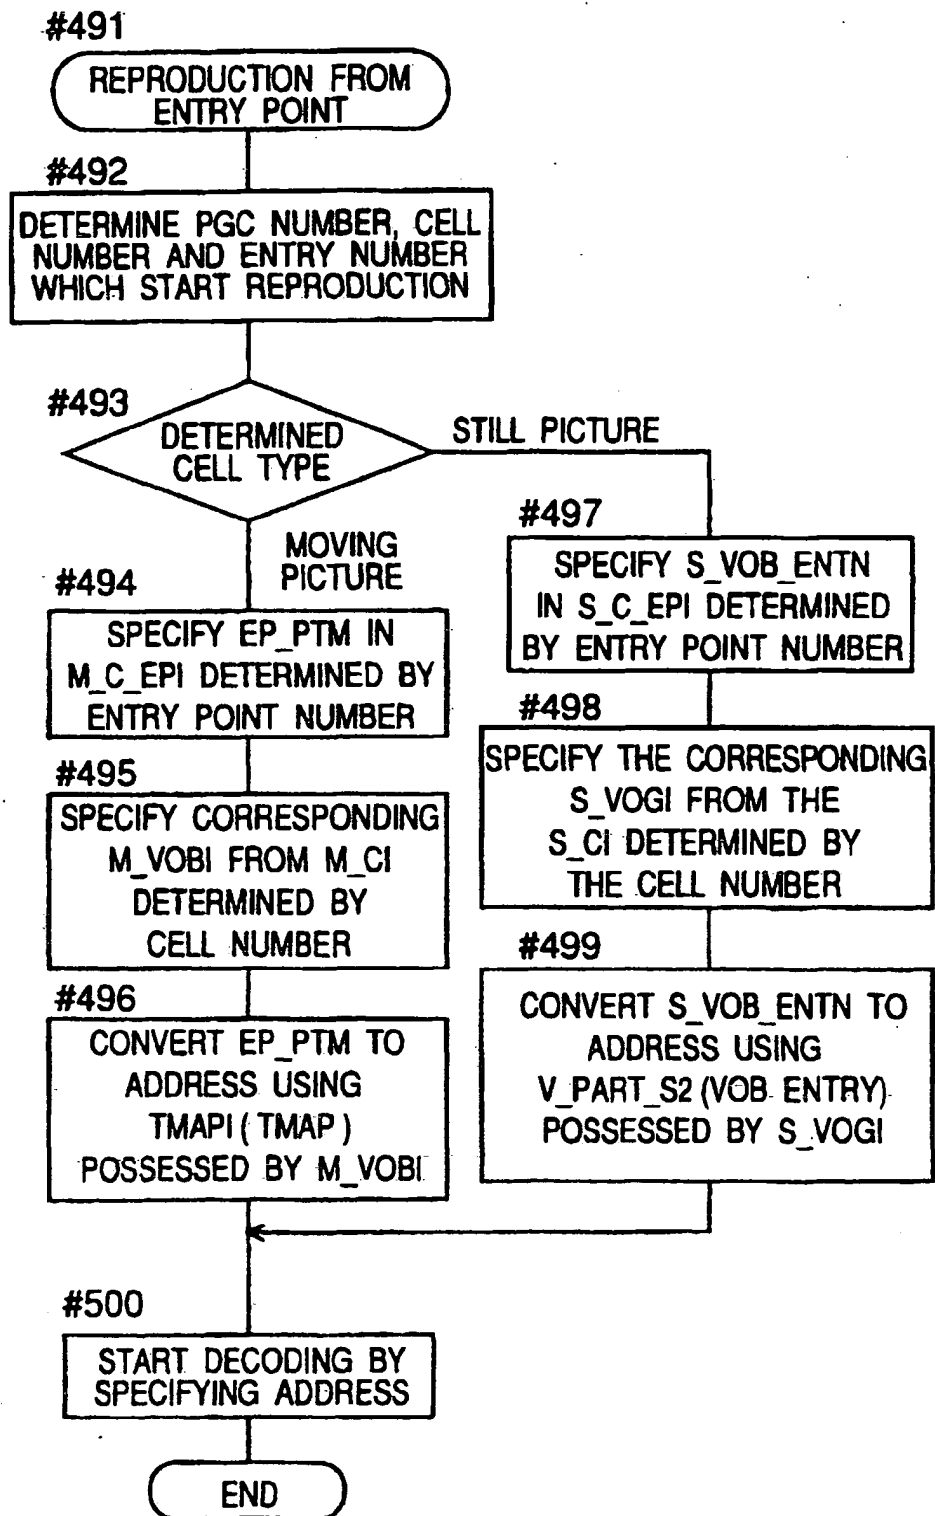 #491
REPRODUCTION FROM
ENTRY POINT
#492
DETERMINE PGC NUMBER, CELL
NUMBER AND ENTRY NUMBER
WHICH START REPRODUCTION
#493
DETERMINED
CELL TYPE
STILL PICTURE
MOVING
PICTURE
#494
SPECIFY EP_PTM IN
M_C_EPI DETERMINED BY
ENTRY POINT NUMBER
#495
SPECIFY CORRESPONDING
M_VOBI FROM M_CI
DETERMINED BY
CELL NUMBER
#496
CONVERT EP_PTM TO
ADDRESS USING
TMAPI (TMAP)
POSSESSED BY M_VOBI
#497
SPECIFY S_VOB_ENTN
IN S_C_EPI DETERMINED
BY ENTRY POINT NUMBER
#498
SPECIFY THE CORRESPONDING
S_VOGI FROM THE
S_CI DETERMINED BY
THE CELL NUMBER
#499
CONVERT S_VOB_ENTN TO
ADDRESS USING
V_PART_S2 (VOB ENTRY)
POSSESSED BY S_VOGI
#500
START DECODING BY
SPECIFYING ADDRESS
END